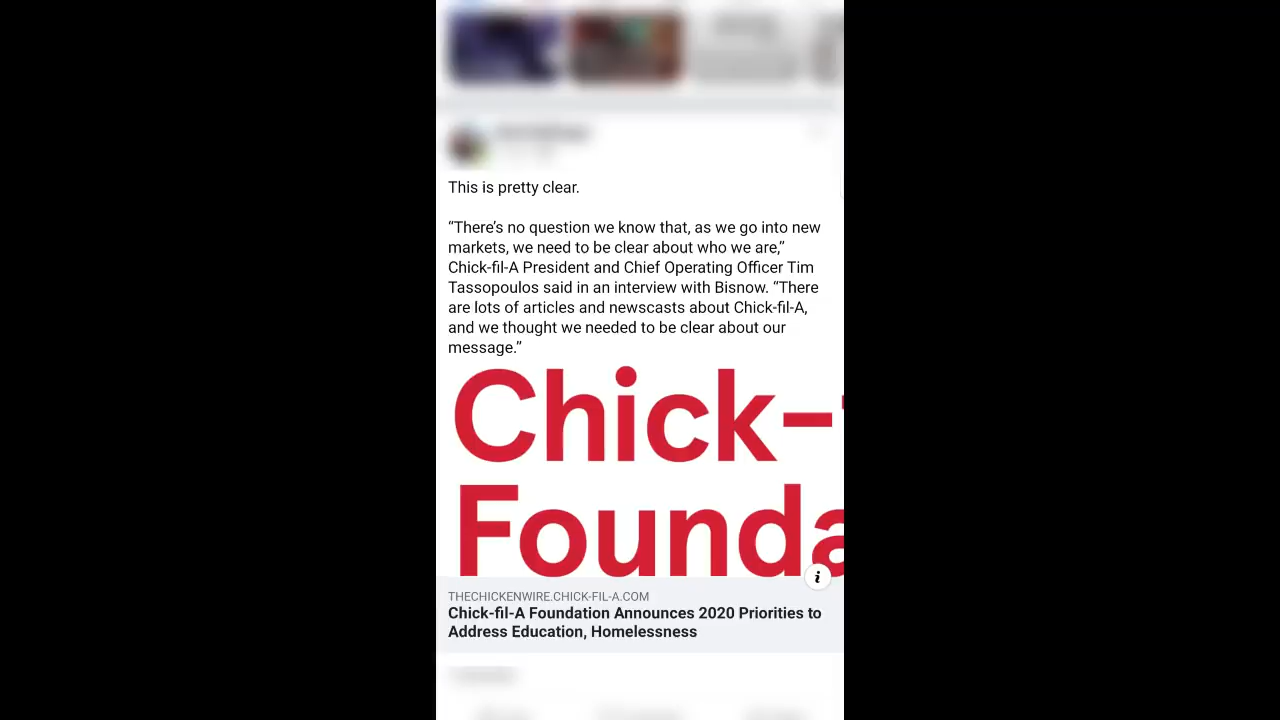 This is pretty clear.
“There’s no question we know that, as we go into new
markets, we need to be clear about who we are,”
Chick-fil-A President and Chief Operating Officer Tim
Tassopoulos said in an interview with Bisnow. “There
are lots of articles and newscasts about Chick-fil-A,
and we thought we needed to be clear about our
message.”
Chick-
Founda
i
THECHICKENWIRE.CHICK-FIL-A.COM
Chick-fil-A Foundation Announces 2020 Priorities to
Address Education, Homelessness